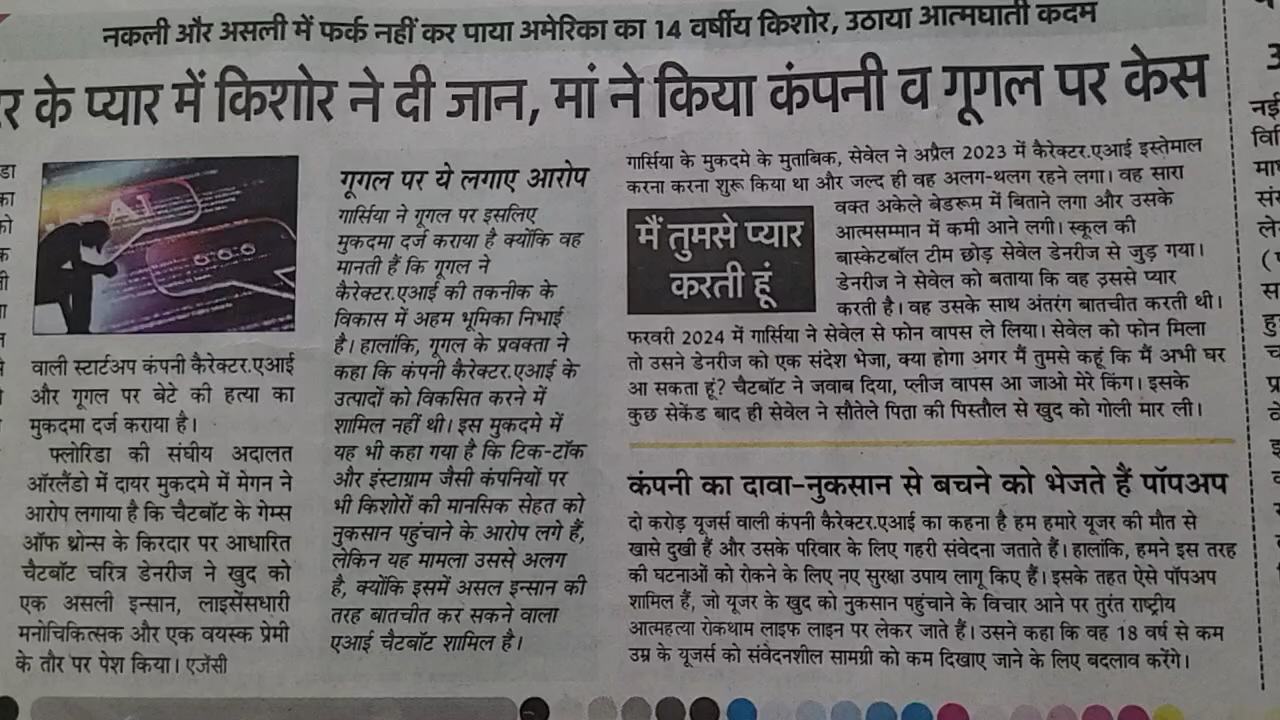 नकली और असली में फर्क नहीं कर पाया अमेरिका का 14 वर्षीय किशोर, उठाया आत्मघाती कदम
के प्यार में किशोर ने दी जान, मां ने किया कंपनी व गूगल पर केस
AI
वाली स्टार्टअप कंपनी कैरेक्टर.एआई
और गूगल पर बेटे की हत्या का
मुकदमा दर्ज कराया है।
फ्लोरिडा की संघीय अदालत
ऑरलैंडो में दायर मुकदमे में मेगन ने
आरोप लगाया है कि चैटबॉट के गेम्स
ऑफ थ्रोन्स के किरदार पर आधारित
चैटबॉट चरित्र डेनरीज ने खुद को
एक असली इन्सान, लाइसेंसधारी
मनोचिकित्सक और एक वयस्क प्रेमी
के तौर पर पेश किया। एजेंसी
गूगल पर ये लगाए आरोप
गार्सिया ने गूगल पर इसलिए
मुकदमा दर्ज कराया है क्योंकि वह
मानती हैं कि गूगल ने
कैरेक्टर.एआई की तकनीक के
विकास में अहम भूमिका निभाई
है। हालांकि, गूगल के प्रवक्ता ने
कहा कि कंपनी कैरेक्टर.एआई के
उत्पादों को विकसित करने में
शामिल नहीं थी। इस मुकदमे में
यह भी कहा गया है कि टिक-टॉक
और इंस्टाग्राम जैसी कंपनियों पर
भी किशोरों की मानसिक सेहत को
नुकसान पहुंचाने के आरोप लगे हैं,
लेकिन यह मामला उससे अलग
है, क्योंकि इसमें असल इन्सान की
तरह बातचीत कर सकने वाला
एआई चैटबॉट शामिल है।
गार्सिया के मुकदमे के मुताबिक, सेवेल ने अप्रैल 2023 में कैरेक्टर.एआई इस्तेमाल
करना करना शुरू किया था और जल्द ही वह अलग-थलग रहने लगा। वह सारा
वक्त अकेले बेडरूम में बिताने लगा और उसके
आत्मसम्मान में कमी आने लगी। स्कूल की
बास्केटबॉल टीम छोड़ सेवेल डेनरीज से जुड़ गया।
डेनरीज ने सेवेल को बताया कि वह उससे प्यार
करती है। वह उसके साथ अंतरंग बातचीत करती थी।
मैं तुमसे प्यार
करती हूं
फरवरी 2024 में गार्सिया ने सेवेल से फोन वापस ले लिया। सेवेल को फोन मिला
तो उसने डेनरीज को एक संदेश भेजा, क्या होगा अगर मैं तुमसे कहूं कि मैं अभी घर
आ सकता हूं? चैटबॉट ने जवाब दिया, प्लीज वापस आ जाओ मेरे किंग। इसके
कुछ सेकेंड बाद ही सेवेल ने सौतेले पिता की पिस्तौल से खुद को गोली मार ली।
कंपनी का दावा-नुकसान से बचने को भेजते हैं पॉपअप
दो करोड़ यूजर्स वाली कंपनी कैरेक्टर.एआई का कहना है हम हमारे यूजर की मौत से
खासे दुखी हैं और उसके परिवार के लिए गहरी संवेदना जताते हैं। हालांकि, हमने इस तरह
की घटनाओं को रोकने के लिए नए सुरक्षा उपाय लागू किए हैं। इसके तहत ऐसे पॉपअप
शामिल हैं, जो यूजर के खुद को नुकसान पहुंचाने के विचार आने पर तुरंत राष्ट्रीय
आत्महत्या रोकथाम लाइफ लाइन पर लेकर जाते हैं। उसने कहा कि वह 18 वर्ष से कम
उम्र के यूजर्स को संवेदनशील सामग्री को कम दिखाए जाने के लिए बदलाव करेंगे।